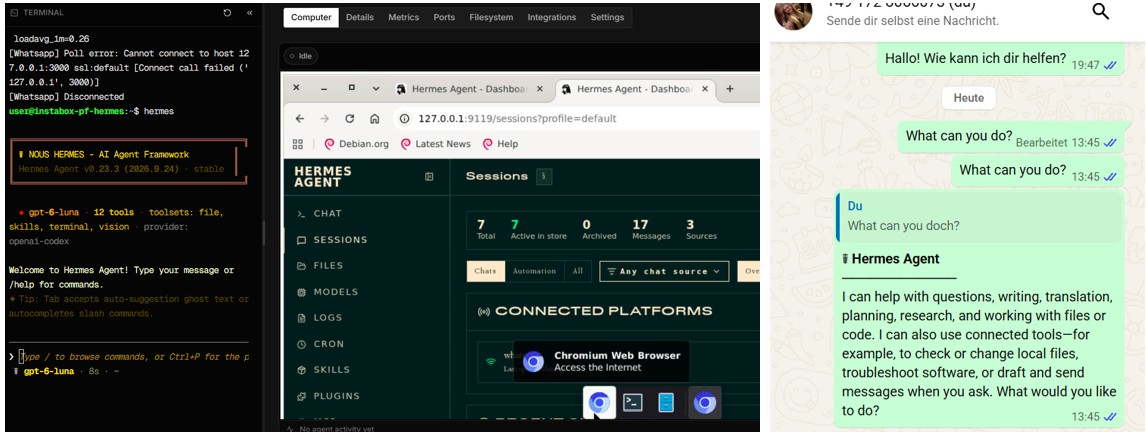 TERMINAL
loadavg_1m=0.26
[Whatsapp] Poll error: Cannot connect to host 12
7.0.0.1:3000 ssl:default [Connect call failed ('
127.0.0.1', 3000)]
[Whatsapp] Disconnected
user@instabox-pf-hermes:~$ hermes
NOUS HERMES - AI Agent Framework
Hermes Agent v0.23.3 (2026.9.24) · stable
gpt-6-luna · 12 tools · toolsets: file,
skills, terminal, vision · provider:
openai-codex
Welcome to Hermes Agent! Type your message or
/help for commands.
+ Tip: Tab accepts auto-suggestion ghost text or
autocompletes slash commands.
❯ Type / to browse commands, or Ctrl+P for the p
gpt-6-luna · 8s · ~
Computer Details Metrics Ports Filesystem Integrations Settings
Idle
Hermes Agent - Dashboa
Hermes Agent - Dashboa
127.0.0.1:9119/sessions?profile=default
Debian.org Latest News Help
HERMES
AGENT
CHAT
SESSIONS
FILES
MODELS
LOGS
CRON
SKILLS
PLUGINS
Sessions
7 7 0 17 3
Total Active in store Archived Messages Sources
Chats Automation All Any chat source
CONNECTED PLATFORMS
Chromium Web Browser
Access the Internet
No agent activity yet
Sende dir selbst eine Nachricht.
Hallo! Wie kann ich dir helfen? 19:47
Heute
What can you do? Bearbeitet 13:45
What can you do? 13:45
Du
What can you doch?
Hermes Agent
I can help with questions, writing, translation,
planning, research, and working with files or
code. I can also use connected tools—for
example, to check or change local files,
troubleshoot software, or draft and send
messages when you ask. What would you like
to do? 13:45